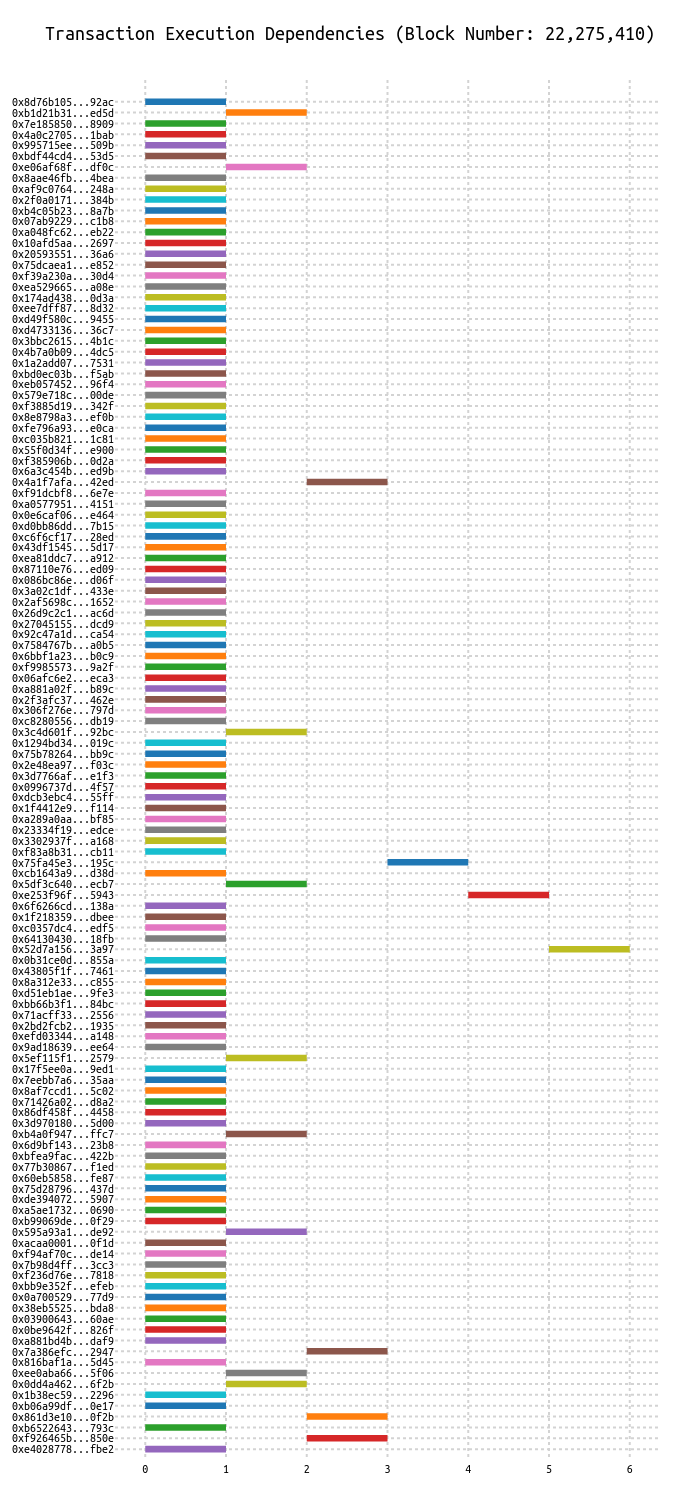 Transaction Execution Dependencies (Block Number: 22,275,410)
0x8d76b105...92ac
0xb1d21b31...ed5d
0x7e185850...8909
0x4a0c2705...1bab
0x995715ee...509b
0xbdf44cd4...53d5
0xe06af68f...df0c
0x8aae46fb...4bea
0xaf9c0764...248a
0x2f0a0171...384b
0xb4c05b23...8a7b
0x07ab9229...c1b8
0xa048fc62...eb22
0x10afd5aa...2697
0x20593551...36a6
0x75dcaea1...e852
0xf39a230a...30d4
0xea529665...a08e
0x174ad438...0d3a
0xee7dff87...8d32
0xd49f580c...9455
0xd4733136...36c7
0x3bbc2615...4b1c
0x4b7a0b09...4dc5
0x1a2add07...7531
0xbd0ec03b...f5ab
0xeb057452...96f4
0x579e718c...00de
0xf3885d19...342f
0x8e8798a3...ef0b
0xfe796a93...e0ca
0xc035b821...1c81
0x55f0d34f...e900
0xf385906b...0d2a
0x6a3c454b...ed9b
0x4a1f7afa...42ed
0xf91dcbf8...6e7e
0xa0577951...4151
0x0e6caf06...e464
0xd0bb86dd...7b15
0xc6f6cf17...28ed
0x43df1545...5d17
0xea81ddc7...a912
0x87110e76...ed09
0x086bc86e...d06f
0x3a02c1df...433e
0x2af5698c...1652
0x26d9c2c1...ac6d
0x27045155...dcd9
0x92c47a1d...ca54
0x7584767b...a0b5
0x6bbf1a23...b0c9
0xf9985573...9a2f
0x06afc6e2...eca3
0xa881a02f...b89c
0x2f3afc37...462e
0x306f276e...797d
0xc8280556...db19
0x3c4d601f...92bc
0x1294bd34...019c
0x75b78264...bb9c
0x2e48ea97...f03c
0x3d7766af...e1f3
0x0996737d...4f57
0xdcb3ebc4...55ff
0x1f4412e9...f114
0xa289a0aa...bf85
0x23334f19...edce
0x3302937f...a168
0xf83a8b31...cb11
0x75fa45e3...195c
0xcb1643a9...d38d
0x5df3c640...ecb7
0xe253f96f...5943
0x6f6266cd...138a
0x1f218359...dbee
0xc0357dc4...edf5
0x64130430...18fb
0x52d7a156...3a97
0x0b31ce0d...855a
0x43805f1f...7461
0x8a312e33...c855
0xd51eb1ae...9fe3
0xbb66b3f1...84bc
0x71acff33...2556
0x2bd2fcb2...1935
0xefd03344...a148
0x9ad18639...ee64
0x5ef115f1...2579
0x17f5ee0a...9ed1
0x7eebb7a6...35aa
0x8af7ccd1...5c02
0x71426a02...d8a2
0x86df458f...4458
0x3d970180...5d00
0xb4a0f947...ffc7
0x6d9bf143...23b8
0xbfea9fac...422b
0x77b30867...f1ed
0x60eb5858...fe87
0x75d28796...437d
0xde394072...5907
0xa5ae1732...0690
0xb99069de...0f29
0x595a93a1...de92
0xacaa0001...0f1d
0xf94af70c...de14
0x7b98d4ff...3cc3
0xf236d76e...7818
0xbb9e352f...efeb
0x0a700529...77d9
0x38eb5525...bda8
0x03900643...60ae
0x0be9642f...826f
0xa881bd4b...daf9
0x7a386efc...2947
0x816baf1a...5d45
0xee0aba66...5f06
0x0dd4a462...6f2b
0x1b38ec59...2296
0xb06a99df...0e17
0x861d3e10...0f2b
0xb6522643...793c
0xf926465b...850e
0xe4028778...fbe2
0 1 2 3 4 5 6